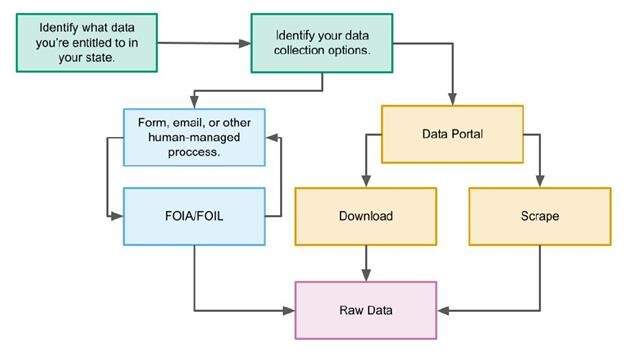 Identify what data
you're entitled to in
your state.
Identify your data
collection options.
Form, email, or other
human-managed
proccess.
Data Portal
FOIA/FOIL
Download
Scrape
Raw Data